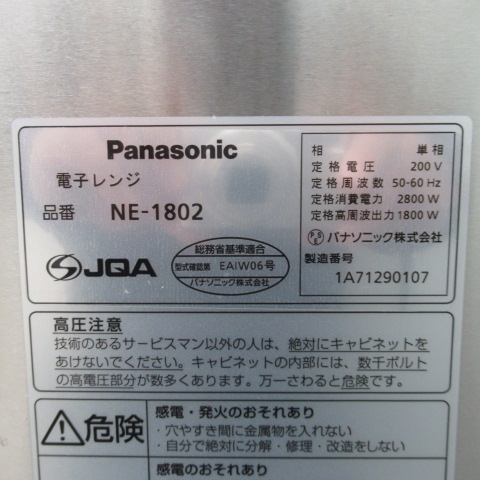 Panasonic
電子レンジ
品番 NE-1802
JQA
総務省基準適合
型式確認第 EAIW06号
パナソニック株式会社
相 単相
定格電圧 200 V
定格周波数 50-60 Hz
定格消費電力 2800 W
定格高周波出力 1800 W
PSE パナソニック株式会社
製造番号
1A71290107
高圧注意
技術のあるサービスマン以外の人は、絶対にキャビネットを
あけないでください。キャビネットの内部には、数千ボルト
の高電圧部分が数多くあります。万一さわると危険です。
危険
感電・発火のおそれあり
・穴やすき間に金属物を入れない
・自分で絶対に分解・修理・改造をしない
感電のおそれあり